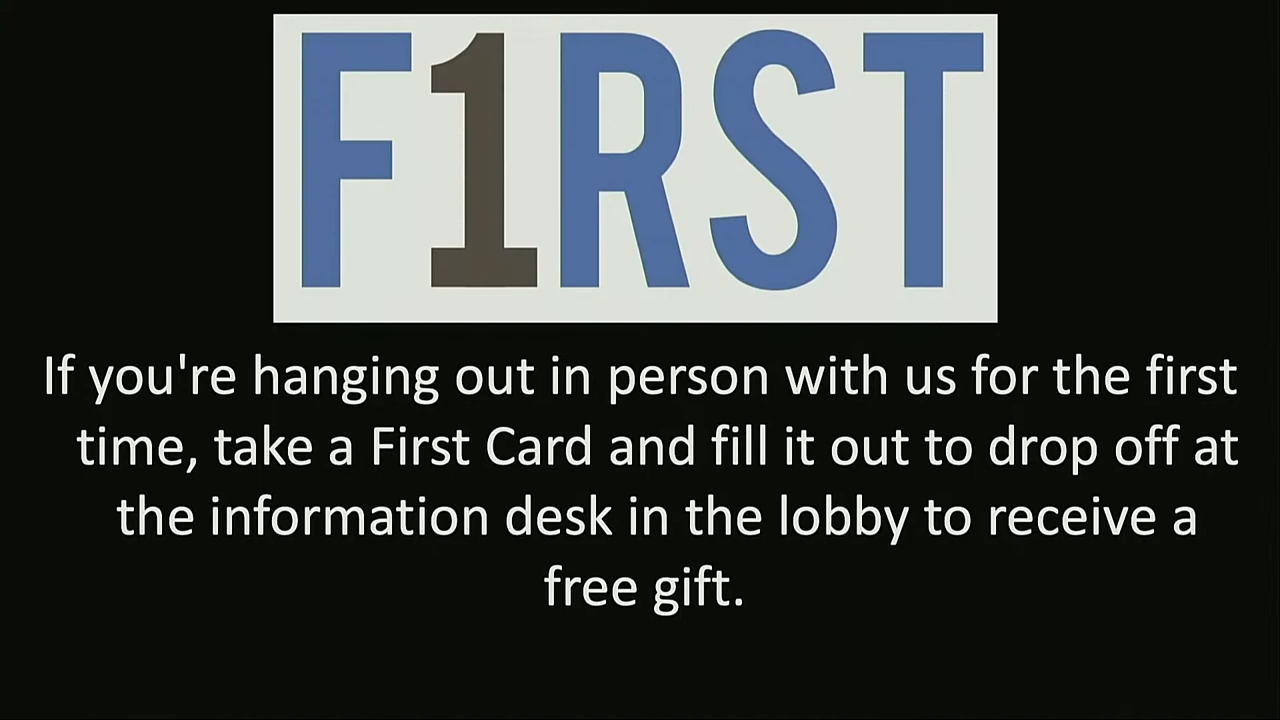 F1RST
If you're hanging out in person with us for the first
time, take a First Card and fill it out to drop off at
the information desk in the lobby to receive a
free gift.